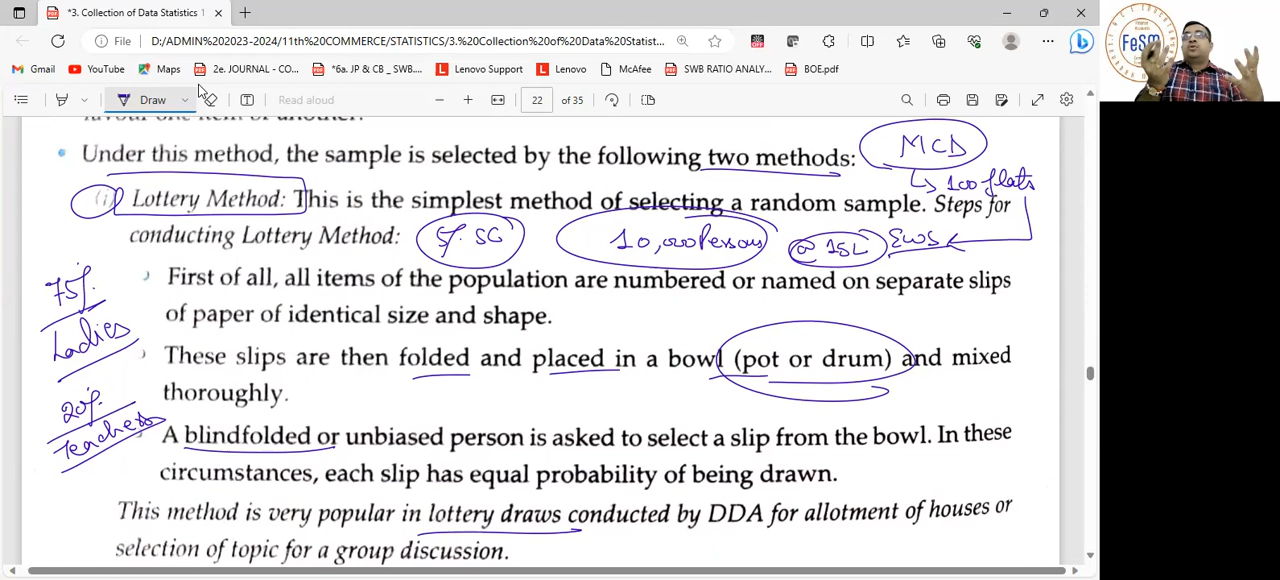 *3. Collection of Data Statistics
File D:/ADMIN%202023-2024/11th%20COMMERCE/STATISTICS/3.%20Collection%20of%20Data%20Statist...
Gmail YouTube Maps 2e. JOURNAL - CO... *6a. JP & CB _ SWB.... Lenovo Support Lenovo McAfee SWB RATIO ANALY... BOE.pdf
Draw Read aloud 22 of 35
favour one item or another.
Under this method, the sample is selected by the following two methods: MCD
100 flats
(i) Lottery Method: This is the simplest method of selecting a random sample. Steps for
conducting Lottery Method: 5% SC 10,000 Persons @ 15L EWS
First of all, all items of the population are numbered or named on separate slips
of paper of identical size and shape.
75%
Ladies
These slips are then folded and placed in a bowl (pot or drum) and mixed
thoroughly.
20%
Teachers
A blindfolded or unbiased person is asked to select a slip from the bowl. In these
circumstances, each slip has equal probability of being drawn.
This method is very popular in lottery draws conducted by DDA for allotment of houses or
selection of topic for a group discussion.
FeSM